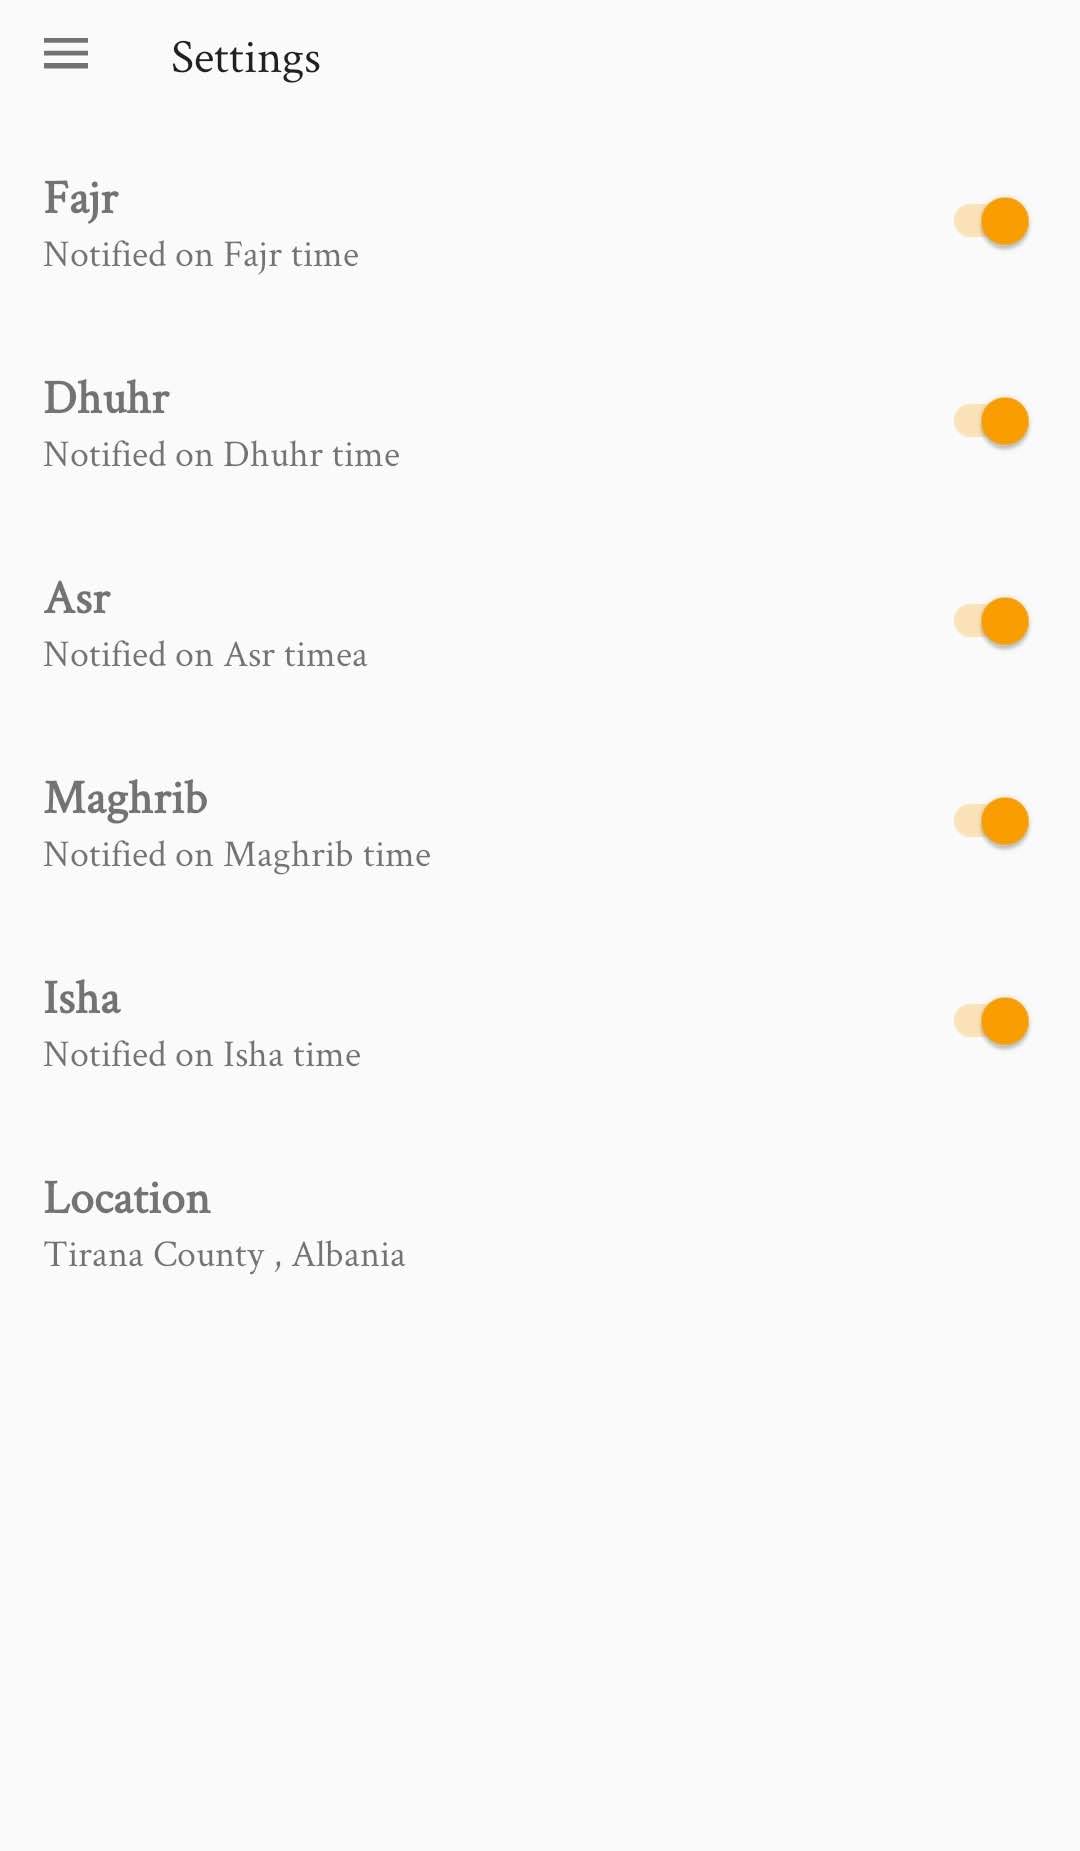 Settings
Fajr
Notified on Fajr time
Dhuhr
Notified on Dhuhr time
Asr
Notified on Asr timea
Maghrib
Notified on Maghrib time
Isha
Notified on Isha time
Location
Tirana County , Albania